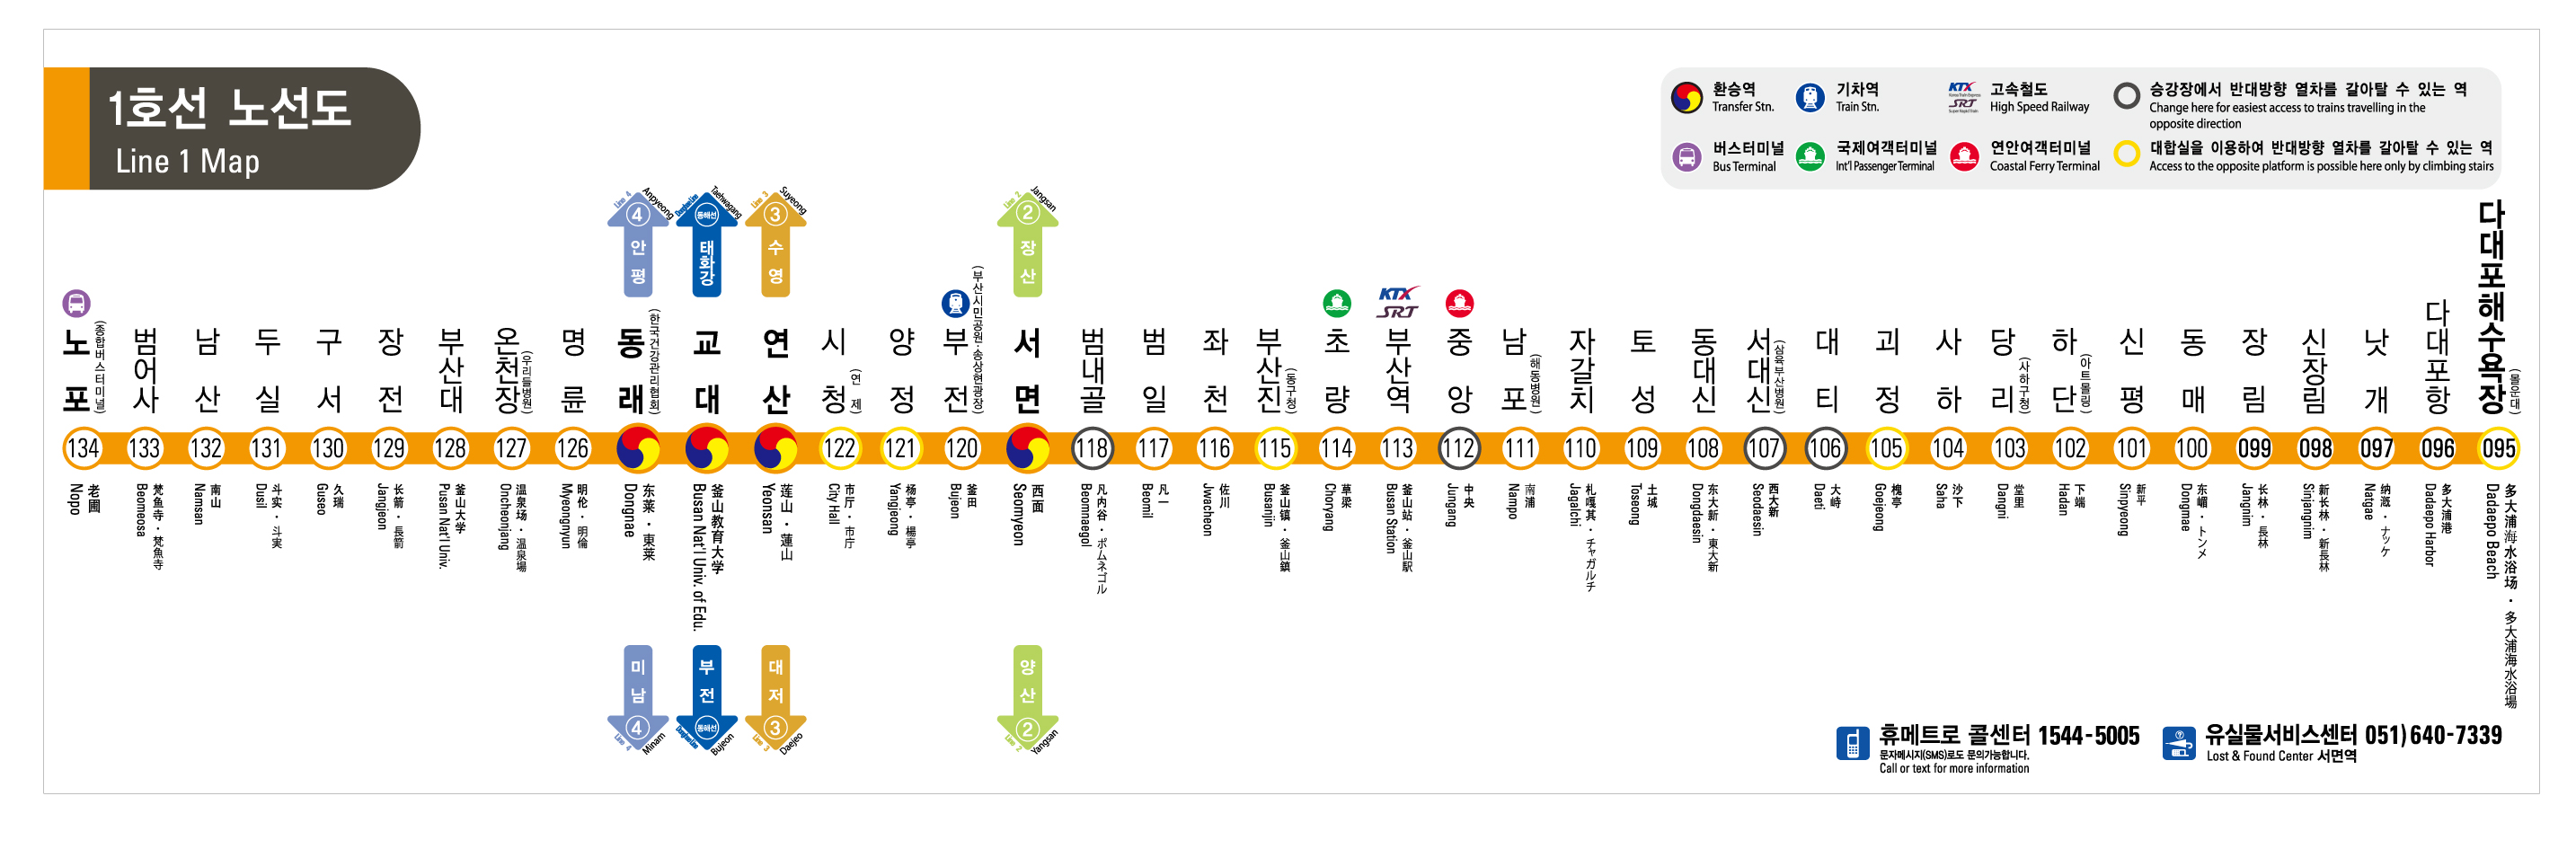 1호선 노선도
Line 1 Map
환승역
Transfer Stn.
기차역
Train Stn.
KTX
Korea Train Express
SRT
Super Rapid Train
고속철도
High Speed Railway
승강장에서 반대방향 열차를 갈아탈 수 있는 역
Change here for easiest access to trains travelling in the
opposite direction
버스터미널
Bus Terminal
국제여객터미널
Int'l Passenger Terminal
연안여객터미널
Coastal Ferry Terminal
대합실을 이용하여 반대방향 열차를 갈아탈 수 있는 역
Access to the opposite platform is possible here only by climbing stairs
Line 4
Anpyeong
4
안평
Donghae Line
Taehwagang
동해선
태화강
Line 3
Suyeong
3
수영
Line 2
Jangsan
2
장산
노포
(종합버스터미널)
134
老圃
Nopo
범어사
133
梵鱼寺 · 梵魚寺
Beomeosa
남산
132
南山
Namsan
두실
131
斗实 · 斗実
Dusil
구서
130
久瑞
Guseo
장전
129
长箭 · 長箭
Jangjeon
부산대
128
釜山大学
Pusan Nat'l Univ.
온천장
(우리들병원)
127
温泉场 · 温泉場
Oncheonjang
명륜
126
明伦 · 明倫
Myeongnyun
동래
(한국건강관리협회)
东莱 · 東莱
Dongnae
교대
釜山教育大学
Busan Nat'l Univ. of Edu.
연산
莲山 · 蓮山
Yeonsan
시청
(연제)
122
市厅 · 市庁
City Hall
양정
121
杨亭 · 楊亭
Yangjeong
부전
(부산시민공원·송상현광장)
120
釜田
Bujeon
서면
西面
Seomyeon
범내골
118
凡内谷 · ポムネゴル
Beomnaegol
범일
117
凡一
Beomil
좌천
116
佐川
Jwacheon
부산진
(동구청)
115
釜山镇 · 釜山鎮
Busanjin
초량
114
草梁
Choryang
KTX
SRT
부산역
113
釜山站 · 釜山駅
Busan Station
중앙
112
中央
Jungang
남포
(해동병원)
111
南浦
Nampo
자갈치
110
札嘎其 · チャガルチ
Jagalchi
토성
109
土城
Toseong
동대신
108
东大新 · 東大新
Dongdaesin
서대신
(삼육부산병원)
107
西大新
Seodaesin
대티
106
大峙
Daeti
괴정
105
槐亭
Goejeong
사하
104
沙下
Saha
당리
(사하구청)
103
堂里
Dangni
하단
(아트몰링)
102
下端
Hadan
신평
101
新平
Sinpyeong
동매
100
东嵋 · トンメ
Dongmae
장림
099
长林 · 長林
Jangnim
신장림
098
新长林 · 新長林
Sinjangnim
낫개
097
纳溉 · ナッケ
Natgae
다대포항
096
多大浦港
Dadaepo Harbor
다대포해수욕장
(몰운대)
095
多大浦海水浴场 · 多大浦海水浴場
Dadaepo Beach
미남
4
Line 4
Minam
부전
동해선
Donghae Line
Bujeon
대저
3
Line 3
Daejeo
양산
2
Line 2
Yangsan
휴메트로 콜센터 1544-5005
문자메시지(SMS)로도 문의가능합니다.
Call or text for more information
유실물서비스센터 051) 640-7339
Lost & Found Center 서면역